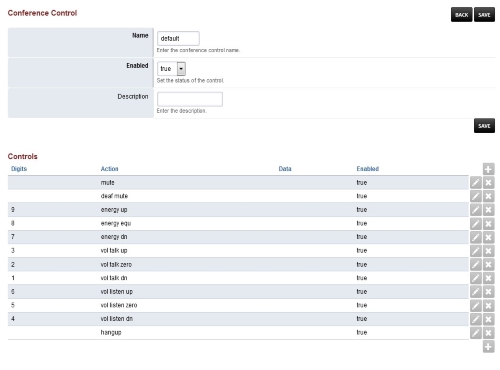 Conference Control
BACK SAVE
Name default
Enter the conference control name.
Enabled true
Set the status of the control.
Description
Enter the description.
SAVE
Controls
Digits Action Data Enabled
mute true
deaf mute true
9 energy up true
8 energy equ true
7 energy dn true
3 vol talk up true
2 vol talk zero true
1 vol talk dn true
6 vol listen up true
5 vol listen zero true
4 vol listen dn true
hangup true